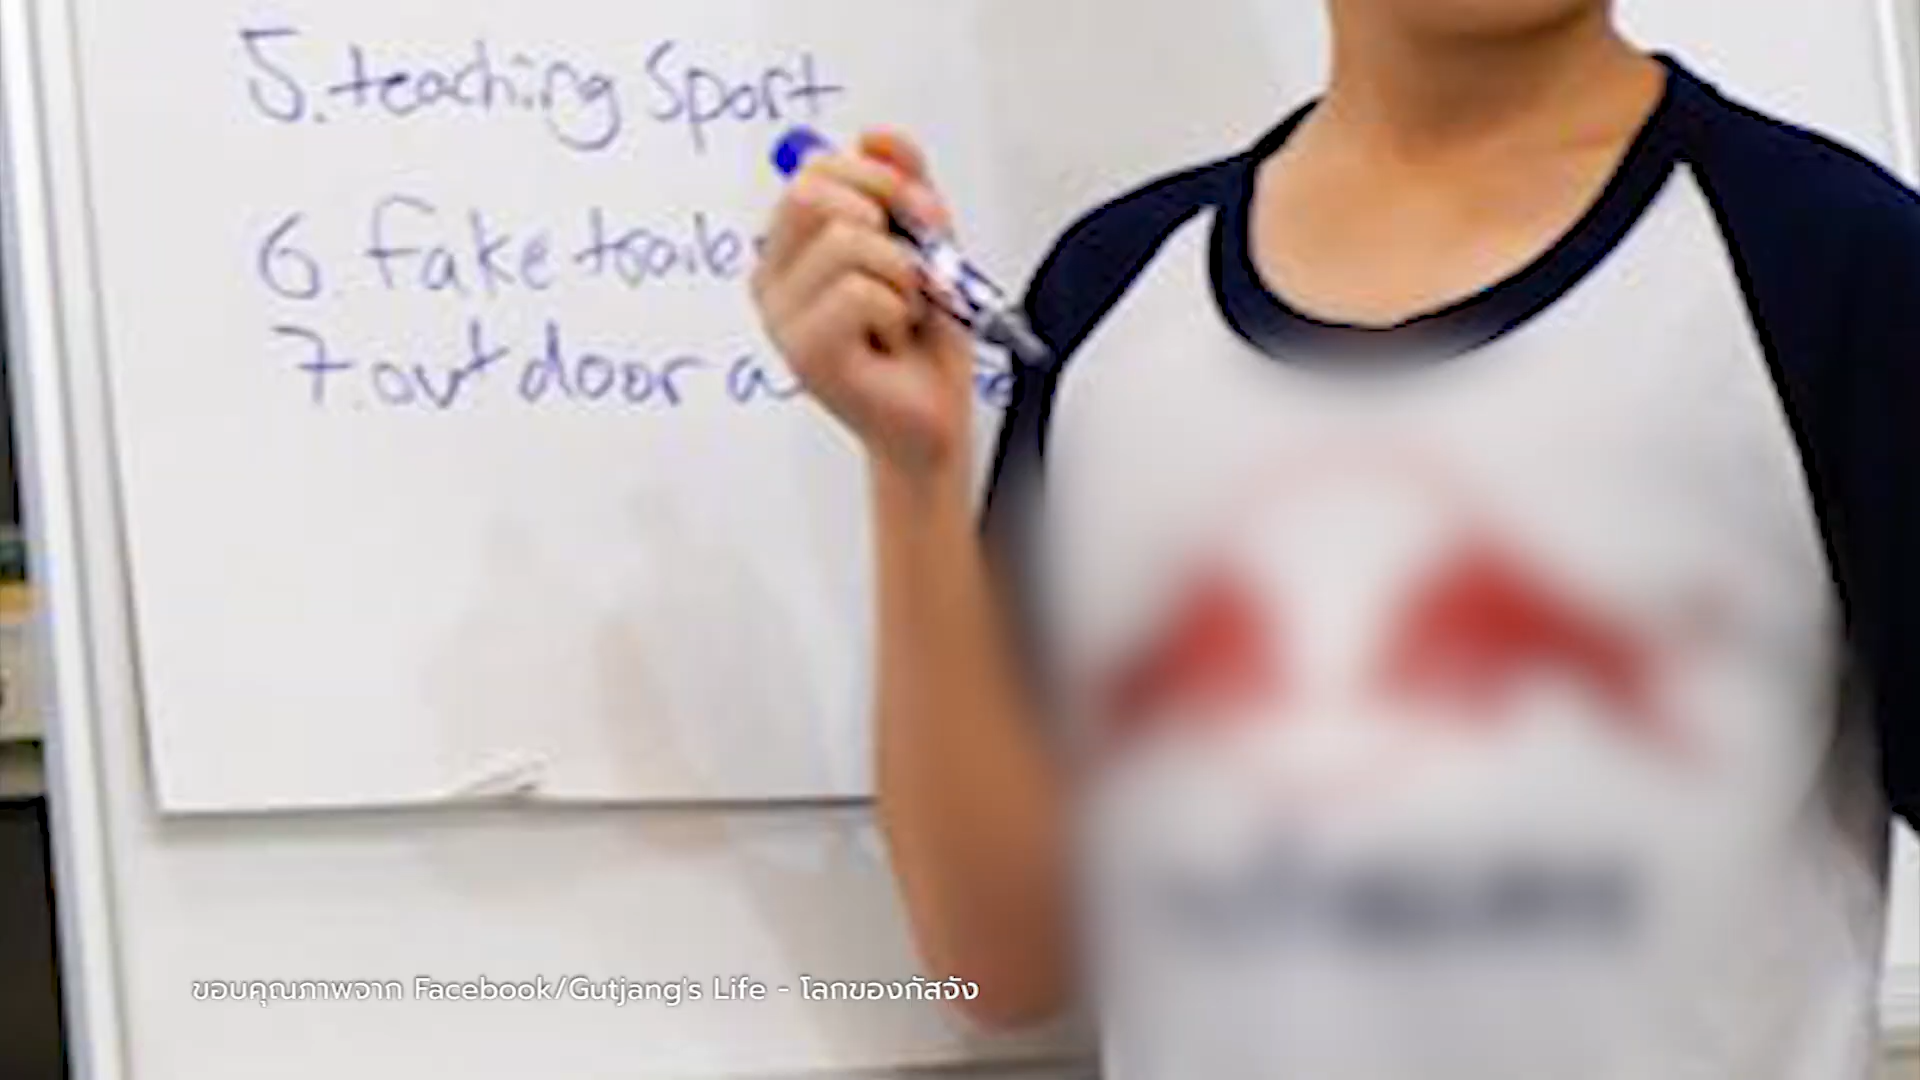 5. teaching Sport
6 fake
7. out door
ขอบคุณภาพจาก Facebook/Gutjang's Life - โลกของกัสจัง